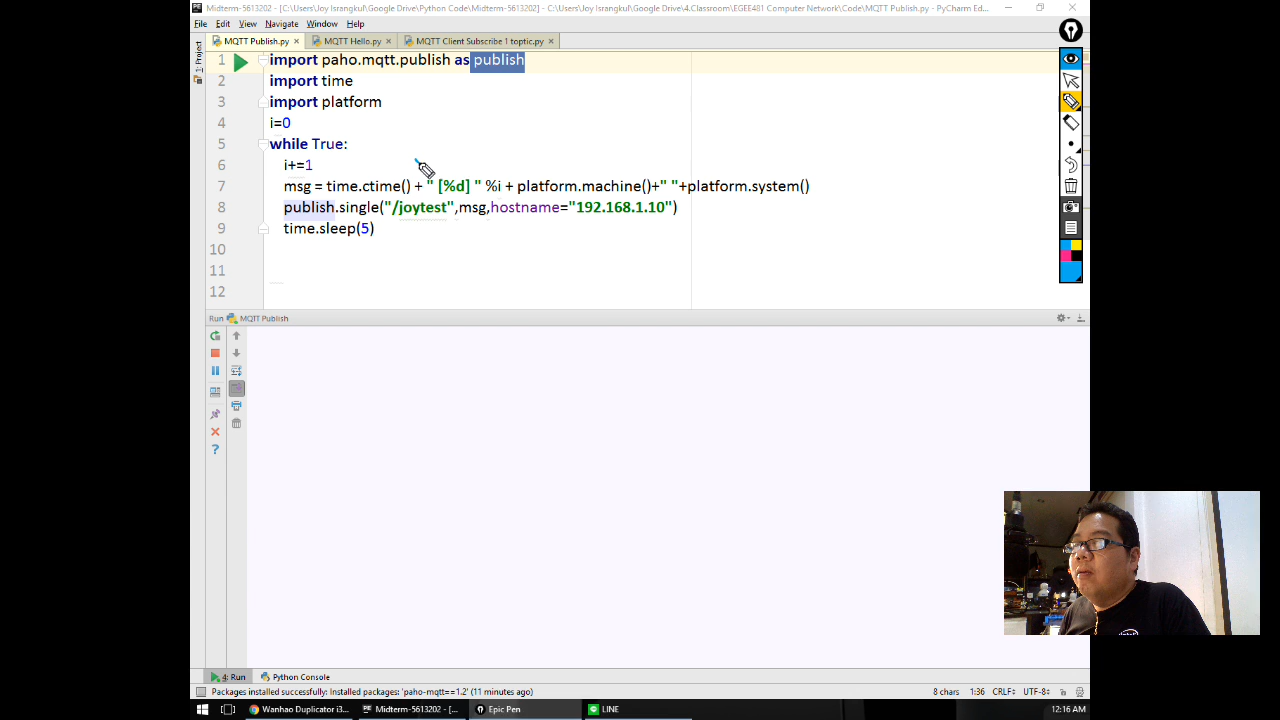 Midterm-5613202 - [C:\Users\Joy Israngkul\Google Drive\Python Code\Midterm-5613202] - C:\Users\Joy Israngkul\Google Drive\4.Classroom\EGEE481 Computer Network\Code\MQTT Publish.py - PyCharm Ed...
File Edit View Navigate Window Help
MQTT Publish.py MQTT Hello.py MQTT Client Subscribe 1 toptic.py
1: Project
1 import paho.mqtt.publish as publish
2 import time
3 import platform
4 i=0
5 while True:
6 i+=1
7 msg = time.ctime() + " [%d] " %i + platform.machine()+" "+platform.system()
8 publish.single("/joytest",msg,hostname="192.168.1.10")
9 time.sleep(5)
10
11
12
Run MQTT Publish
4: Run Python Console
Packages installed successfully: Installed packages: 'paho-mqtt==1.2' (11 minutes ago) 8 chars 1:36 CRLF÷ UTF-8÷
Wanhao Duplicator i3... Midterm-5613202 - [... Epic Pen LINE 12:16 AM